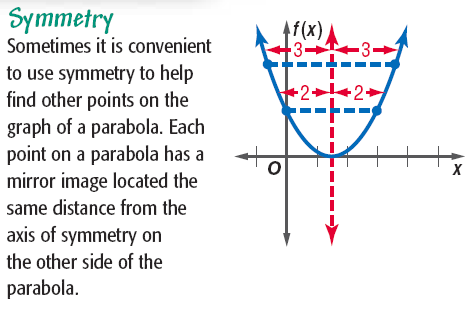 Symmetry
Sometimes it is convenient
to use symmetry to help
find other points on the
graph of a parabola. Each
point on a parabola has a
mirror image located the
same distance from the
axis of symmetry on
the other side of the
parabola.
f(x)
3 3
2 2
O x